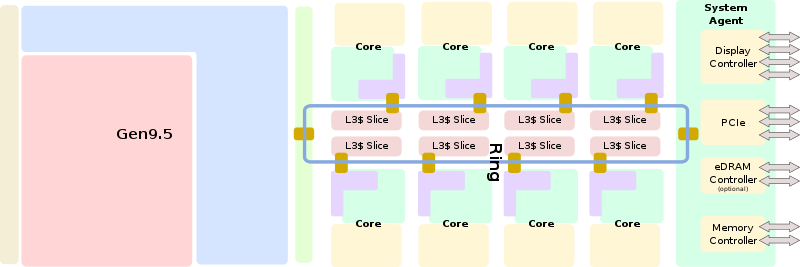 System
Agent
Core
Core
Core
Core
Display
Controller
L3$ Slice
L3$ Slice
L3$ Slice
L3$ Slice
PCIe
Gen9.5
L3$ Slice
L3$ Slice
L3$ Slice
L3$ Slice
Ring
eDRAM
Controller
(optional)
Core
Core
Core
Core
Memory
Controller